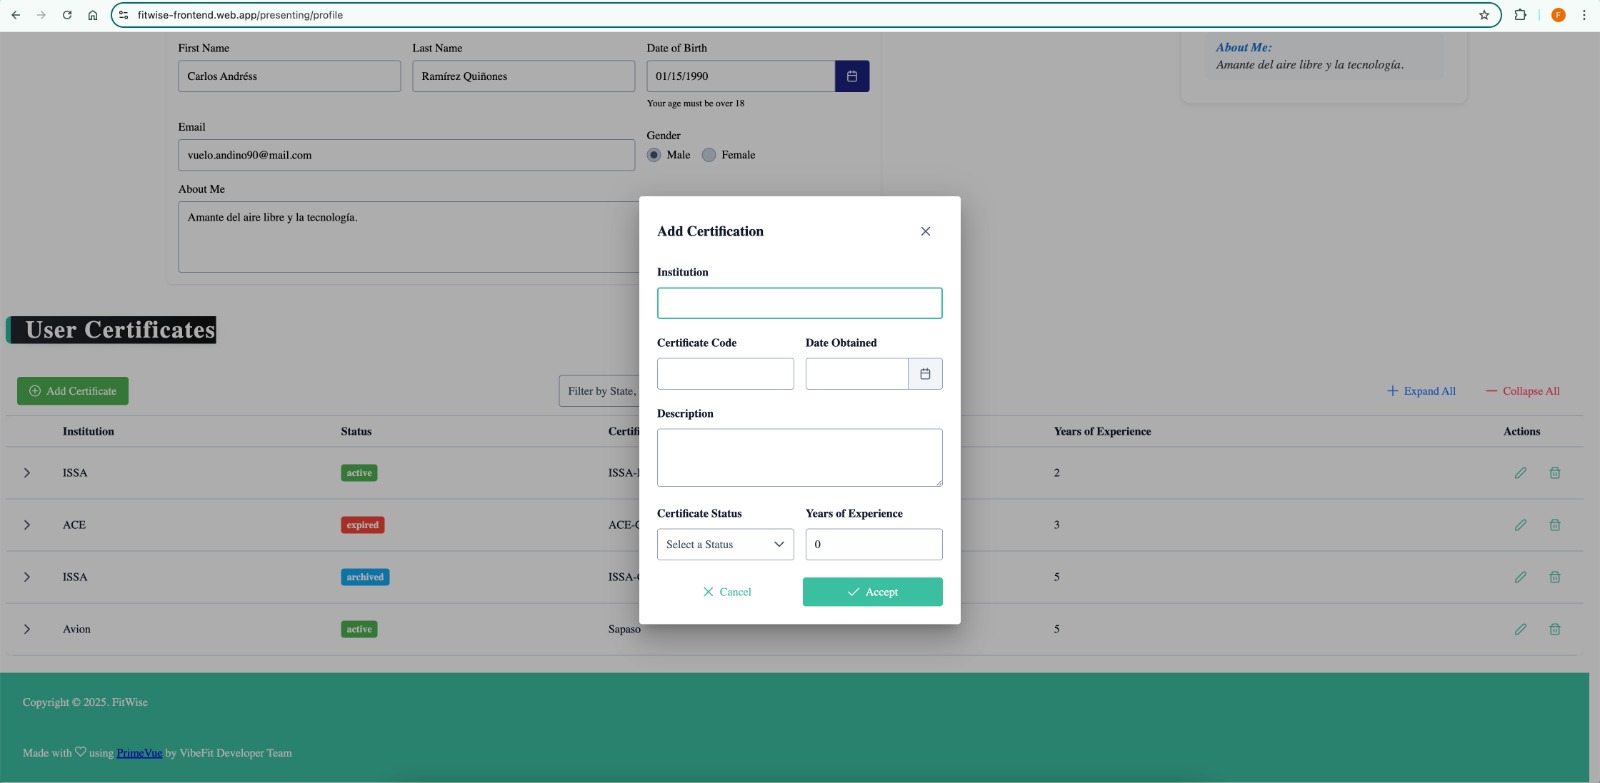 fitwise-frontend.web.app/presenting/profile
F
First Name
Last Name
Date of Birth
Carlos Andréss
Ramírez Quiñones
01/15/1990
Your age must be over 18
About Me:
Amante del aire libre y la tecnología.
Email
vuelo.andino90@mail.com
Gender
Male
Female
About Me
Amante del aire libre y la tecnología.
Add Certification
Institution
Certificate Code
Date Obtained
Description
Certificate Status
Years of Experience
Select a Status
0
Cancel
Accept
User Certificates
Add Certificate
Filter by State,
Expand All
Collapse All
Institution
Status
Certifi
Years of Experience
Actions
ISSA
active
ISSA-
2
ACE
expired
ACE-
3
ISSA
archived
ISSA-
5
Avion
active
Sapaso
5
Copyright © 2025. FitWise
Made with ♡ using PrimeVue by VibeFit Developer Team